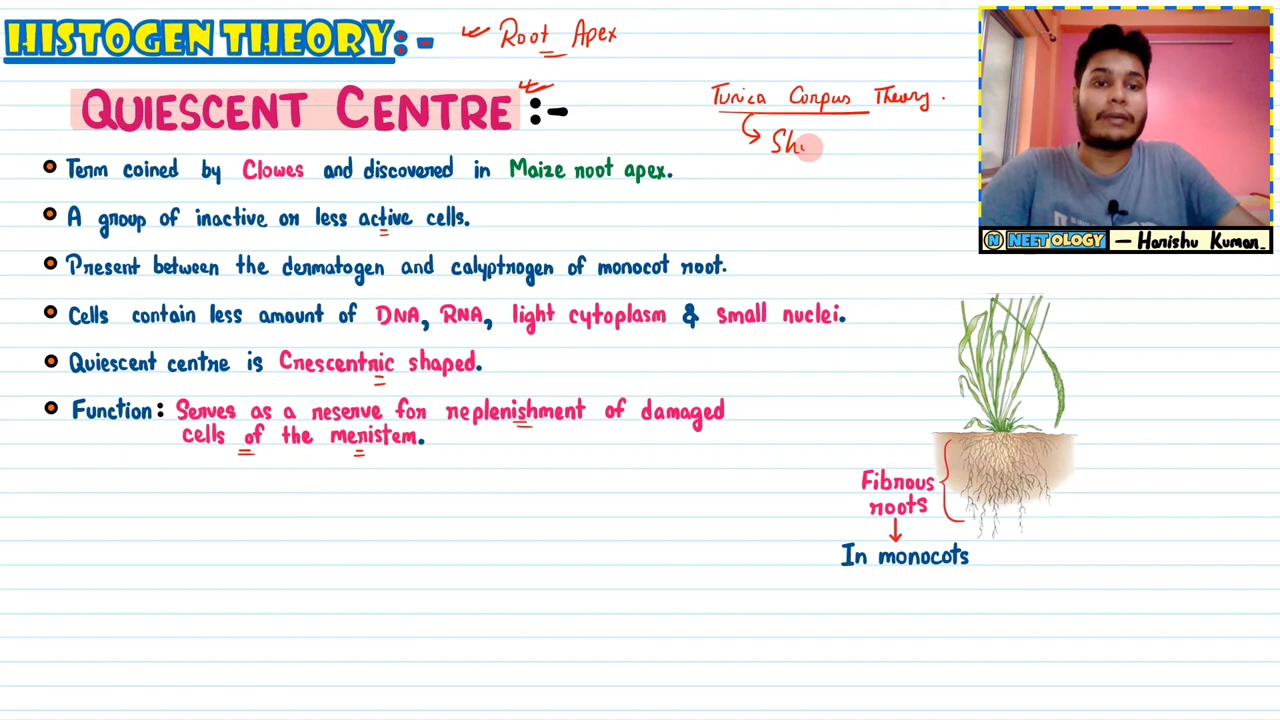 HISTOGEN THEORY:-
Root Apex
QUIESCENT CENTRE :-
Tunica Corpus Theory.
Sh
Term coined by Clowes and discovered in Maize root apex.
A group of inactive or less active cells.
Present between the dermatogen and calyptrogen of monocot root.
Cells contain less amount of DNA, RNA, light cytoplasm & small nuclei.
Quiescent centre is Crescentric shaped.
Function: Serves as a reserve for replenishment of damaged
cells of the meristem.
N NEETOLOGY - Harishu Kumar
Fibrous
roots
In monocots